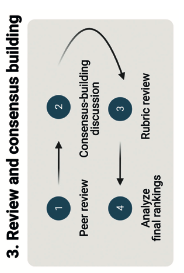 3. Review and consensus building
1
Peer review
2
Consensus-building
discussion
3
Rubric review
4
Analyze
final rankings